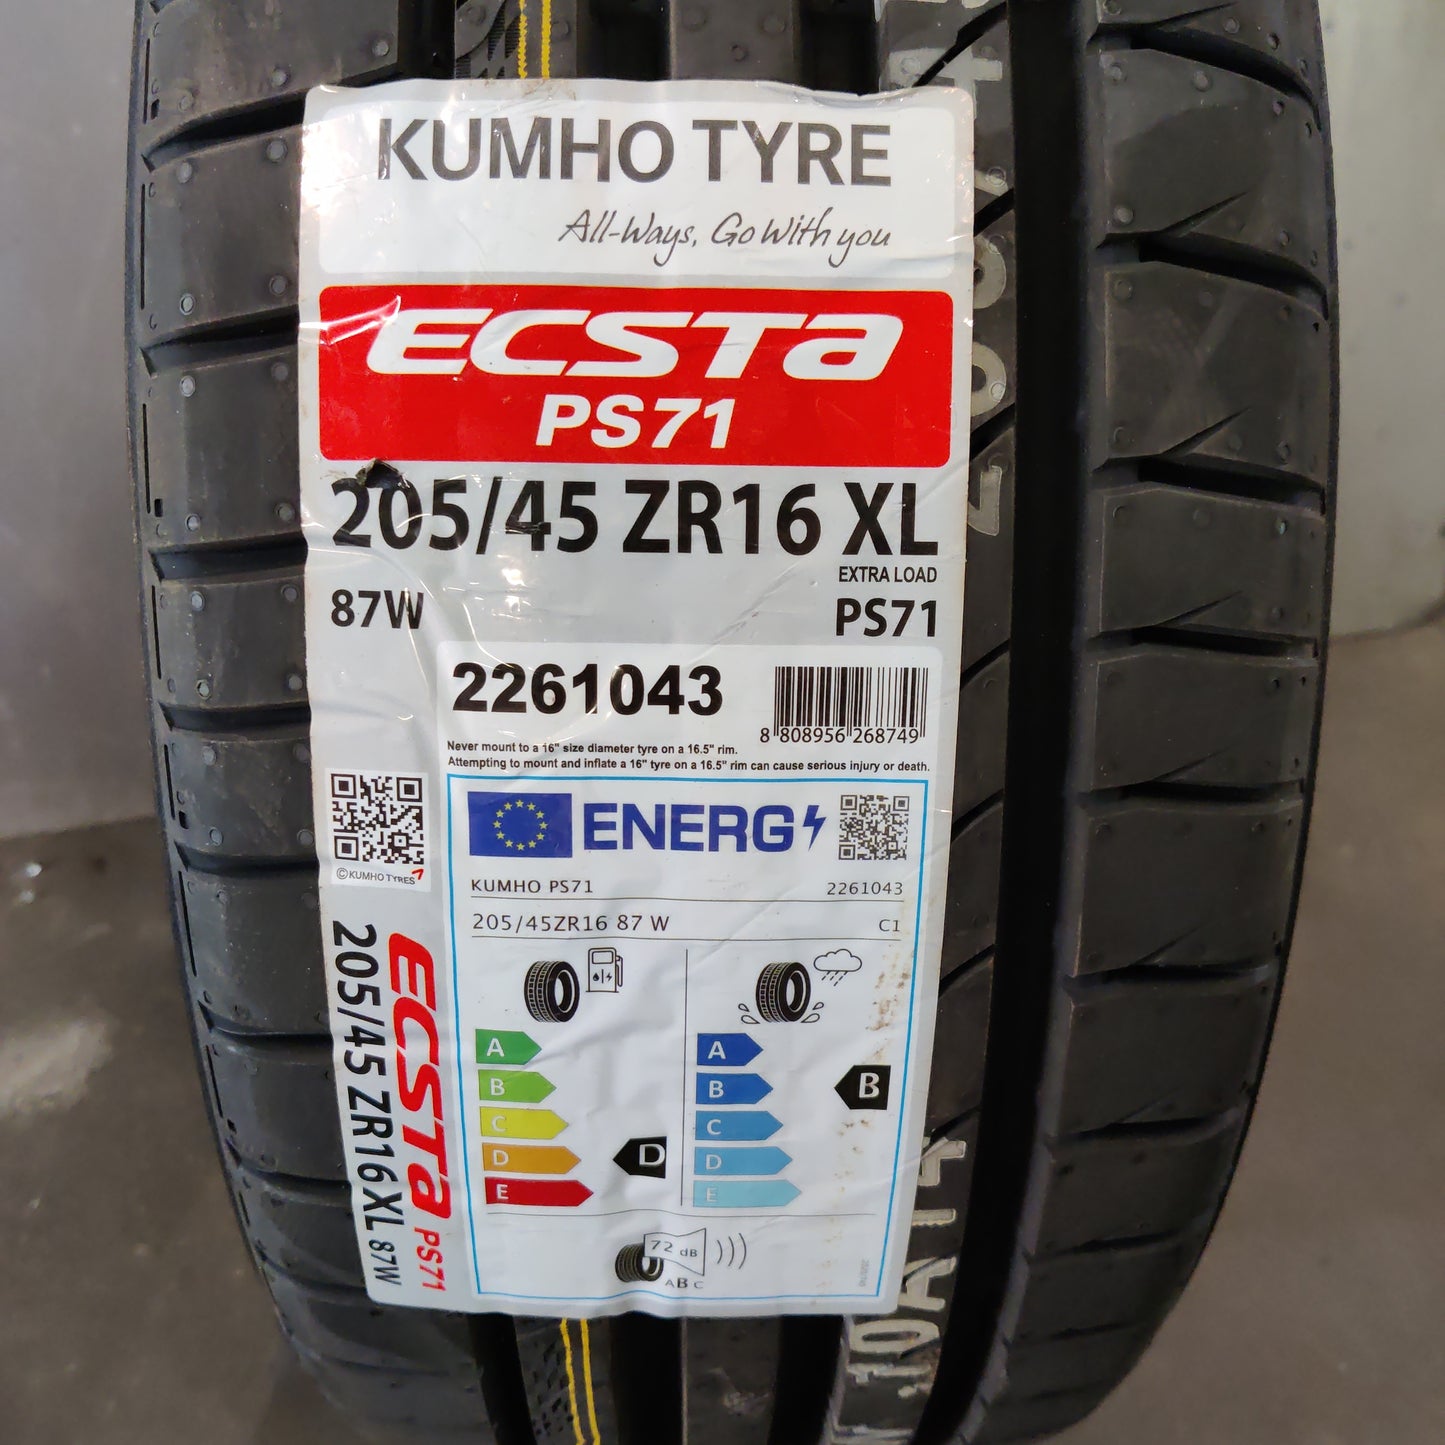 KUMHO TYRE
All-Ways, Go With you
ECSTA
PS71
205/45 ZR16 XL
EXTRA LOAD
87W
PS71
2261043
8 808956 268749
Never mount to a 16" size diameter tyre on a 16.5" rim.
Attempting to mount and inflate a 16" tyre on a 16.5" rim can cause serious injury or death.
ENERG
©KUMHO TYRES
KUMHO PS71
2261043
205/45ZR16 87 W
C1
A
B
C
D
E
D
A
B
C
D
E
B
72 dB
ABC
ECSTA PS71
205/45 ZR16XL 87W